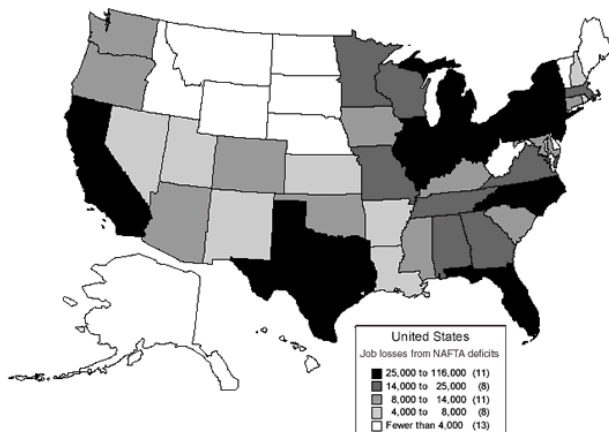 United States
Job losses from NAFTA deficits
25,000 to 116,000 (11)
14,000 to 25,000 (8)
8,000 to 14,000 (11)
4,000 to 8,000 (8)
Fewer than 4,000 (13)